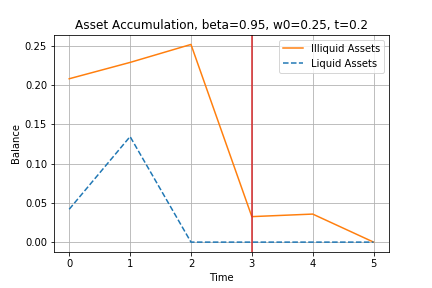 Asset Accumulation, beta=0.95, w0=0.25, t=0.2
Illiquid Assets
Liquid Assets
Balance
0.25
0.20
0.15
0.10
0.05
0.00
0 1 2 3 4 5
Time